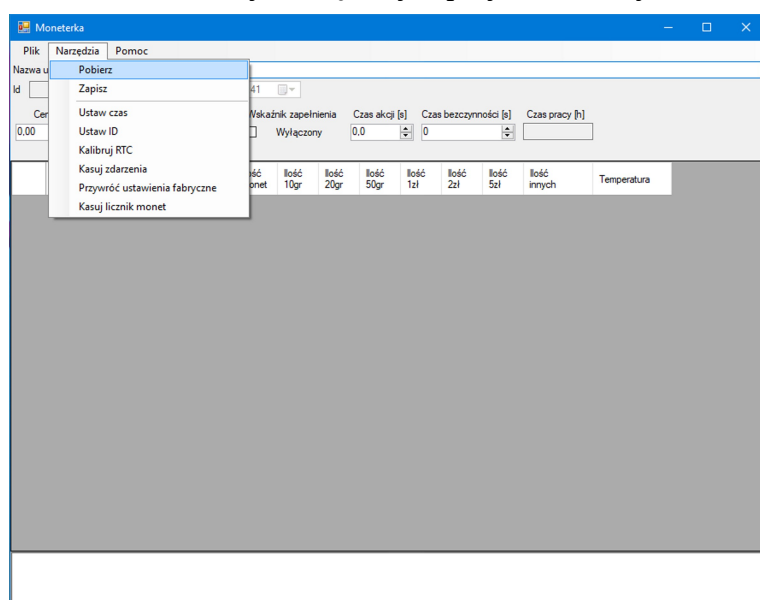 Moneterka
Plik Narzędzia Pomoc
Nazwa u
Pobierz
Id
Zapisz
41
Ustaw czas
Wskaźnik zapełnienia Czas akcji [s] Czas bezczynności [s] Czas pracy [h]
0,00
Ustaw ID
Wyłączony 0,0 0
Kalibruj RTC
Kasuj zdarzenia
Przywróć ustawienia fabryczne
Kasuj licznik monet
Ilość 10gr
Ilość 20gr
Ilość 50gr
Ilość 1zł
Ilość 2zł
Ilość 5zł
Ilość innych
Temperatura